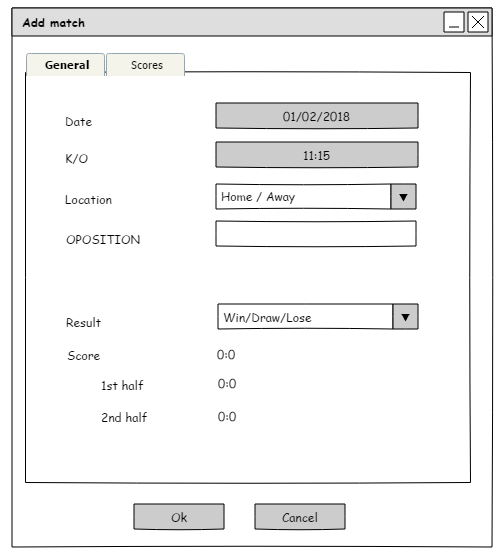 Add match
General Scores
Date 01/02/2018
K/O 11:15
Location Home / Away
OPOSITION
Result Win/Draw/Lose
Score 0:0
1st half 0:0
2nd half 0:0
Ok Cancel